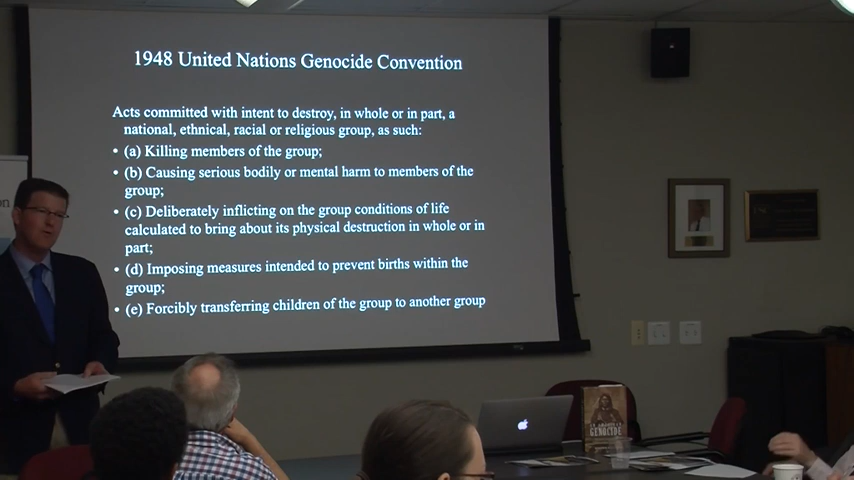 1948 United Nations Genocide Convention
Acts committed with intent to destroy, in whole or in part, a
national, ethnical, racial or religious group, as such:
• (a) Killing members of the group;
• (b) Causing serious bodily or mental harm to members of the
group;
• (c) Deliberately inflicting on the group conditions of life
calculated to bring about its physical destruction in whole or in
part;
• (d) Imposing measures intended to prevent births within the
group;
• (e) Forcibly transferring children of the group to another group
on
AN AMERICAN
GENOCIDE